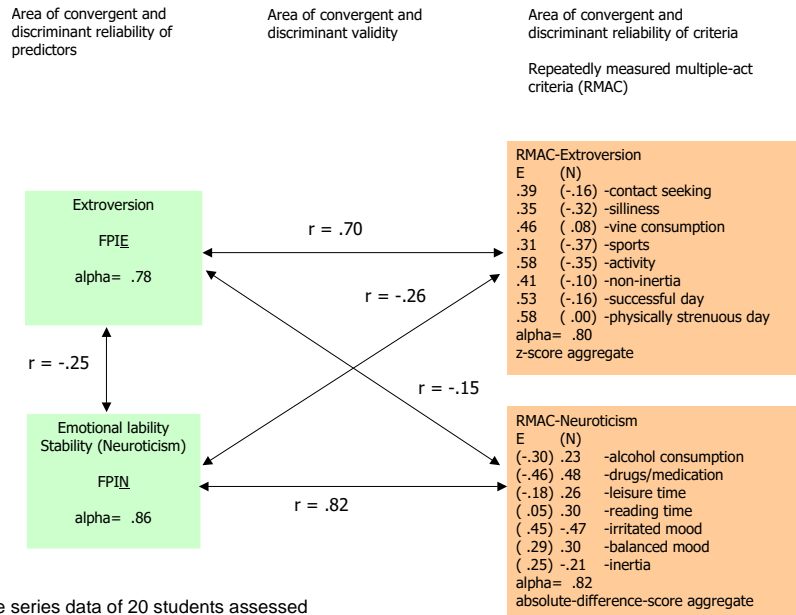 Area of convergent and
discriminant reliability of
predictors
Area of convergent and
discriminant validity
Area of convergent and
discriminant reliability of criteria
Repeatedly measured multiple-act
criteria (RMAC)
Extroversion
FPIE
alpha= .78
r = -.25
Emotional lability
Stability (Neuroticism)
FPIN
alpha= .86
r = .70
r = -.26
r = -.15
r = .82
RMAC-Extroversion
E (N)
.39 (-.16) -contact seeking
.35 (-.32) -silliness
.46 ( .08) -vine consumption
.31 (-.37) -sports
.58 (-.35) -activity
.41 (-.10) -non-inertia
.53 (-.16) -successful day
.58 ( .00) -physically strenuous day
alpha= .80
z-score aggregate
RMAC-Neuroticism
E (N)
(-.30) .23 -alcohol consumption
(-.46) .48 -drugs/medication
(-.18) .26 -leisure time
( .05) .30 -reading time
( .45) -.47 -irritated mood
( .29) .30 -balanced mood
( .25) -.21 -inertia
alpha= .82
absolute-difference-score aggregate
e series data of 20 students assessed